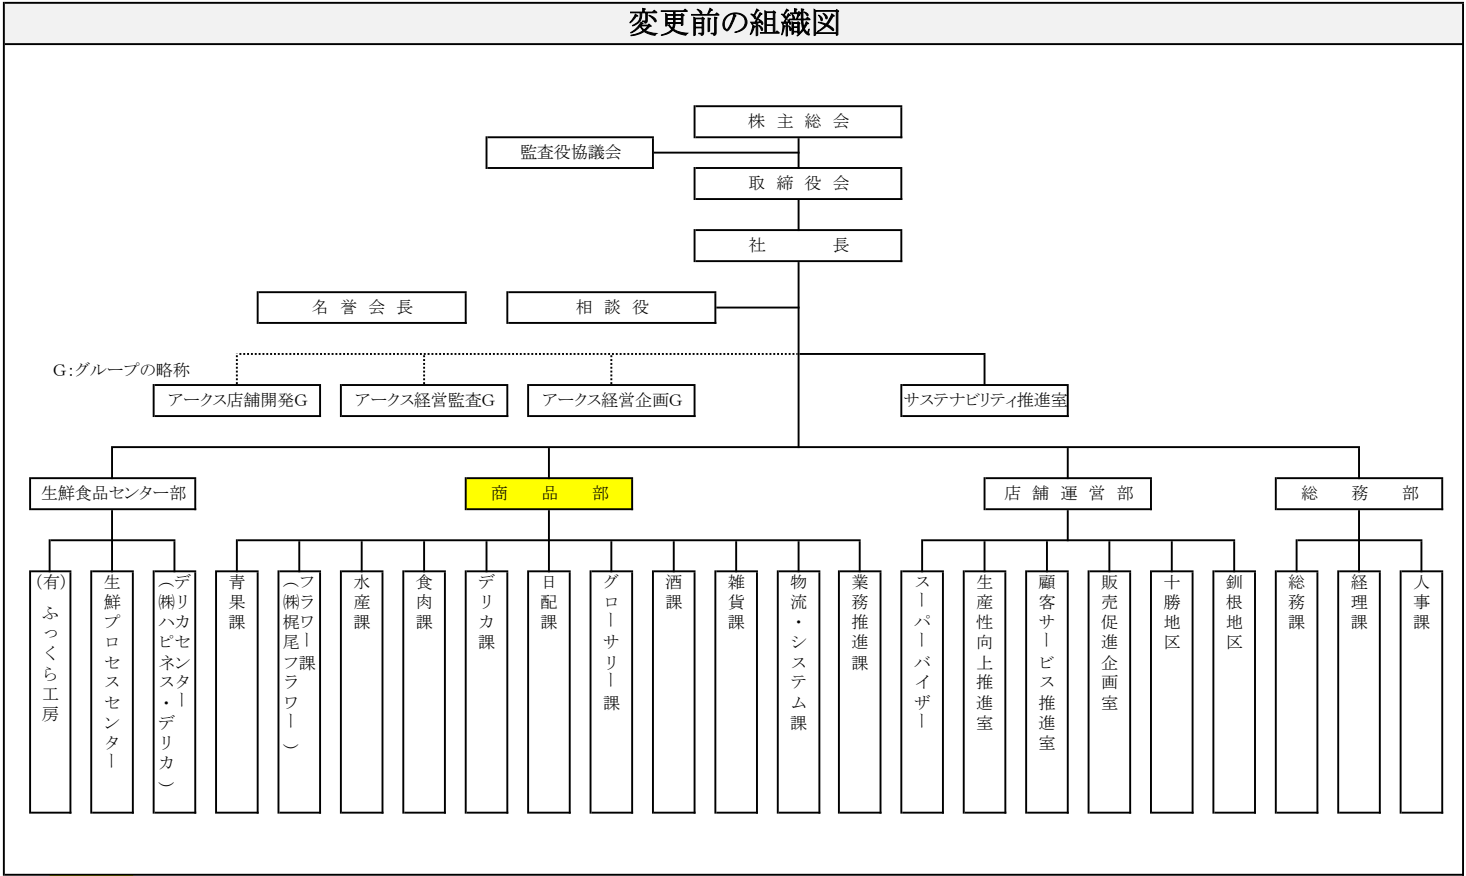 変更前の組織図
株主総会
監査役協議会
取締役会
社長
名誉会長
相談役
G:グループの略称
アークス店舗開発G
アークス経営監査G
アークス経営企画G
サステナビリティ推進室
生鮮食品センター部
商品部
店舗運営部
総務部
(有)ふっくら工房
生鮮プロセスセンター
デリカセンター
(㈱ハピネス・デリカ)
青果課
フラワー課
(㈱梶尾フラワー)
水産課
食肉課
デリカ課
日配課
グローサリー課
酒課
雑貨課
物流・システム課
業務推進課
スーパーバイザー
生産性向上推進室
顧客サービス推進室
販売促進企画室
十勝地区
釧根地区
総務課
経理課
人事課